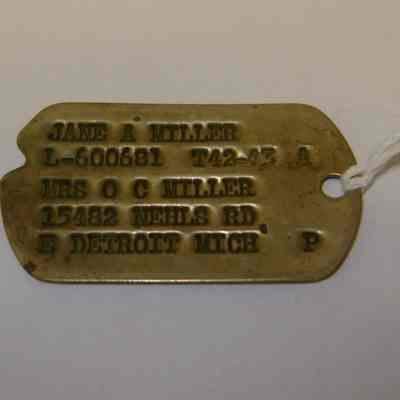 JANE A MILLER
L-600681 T42-43 A
MRS O C MILLER
15482 NEHLS RD
E DETROIT MICH P